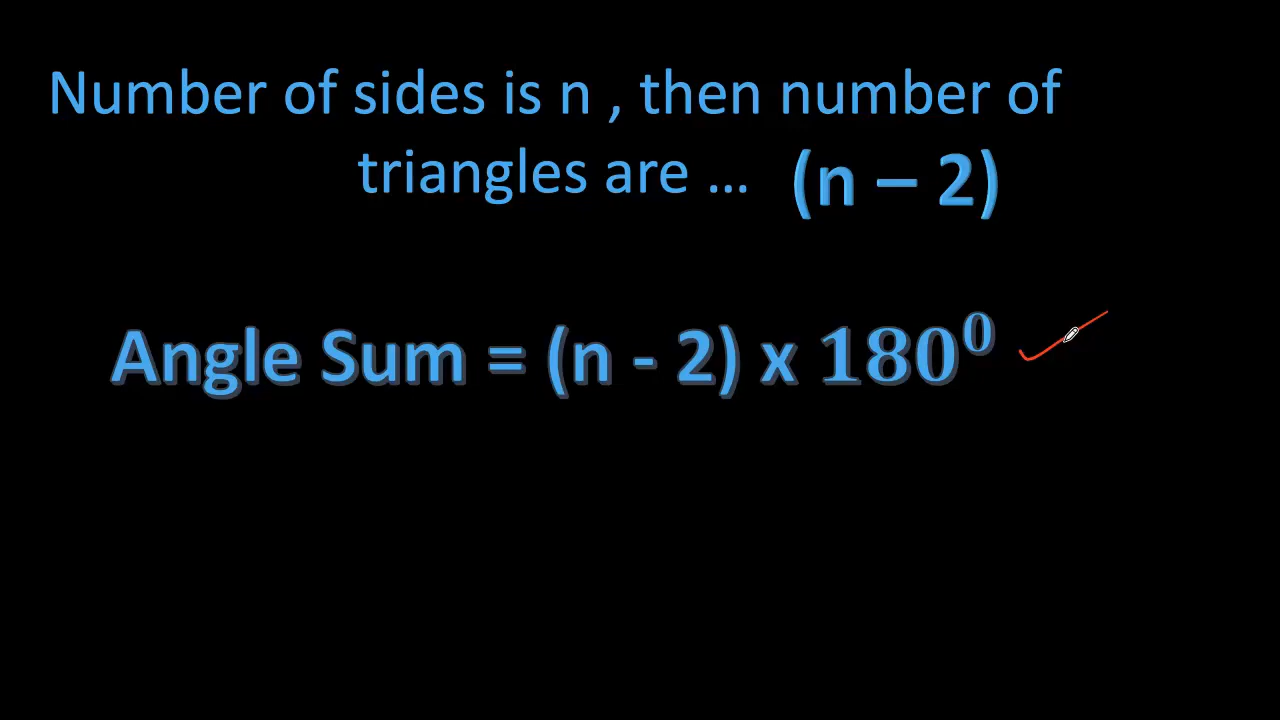 Number of sides is n , then number of
triangles are ... (n – 2)
Angle Sum = (n - 2) x 180⁰